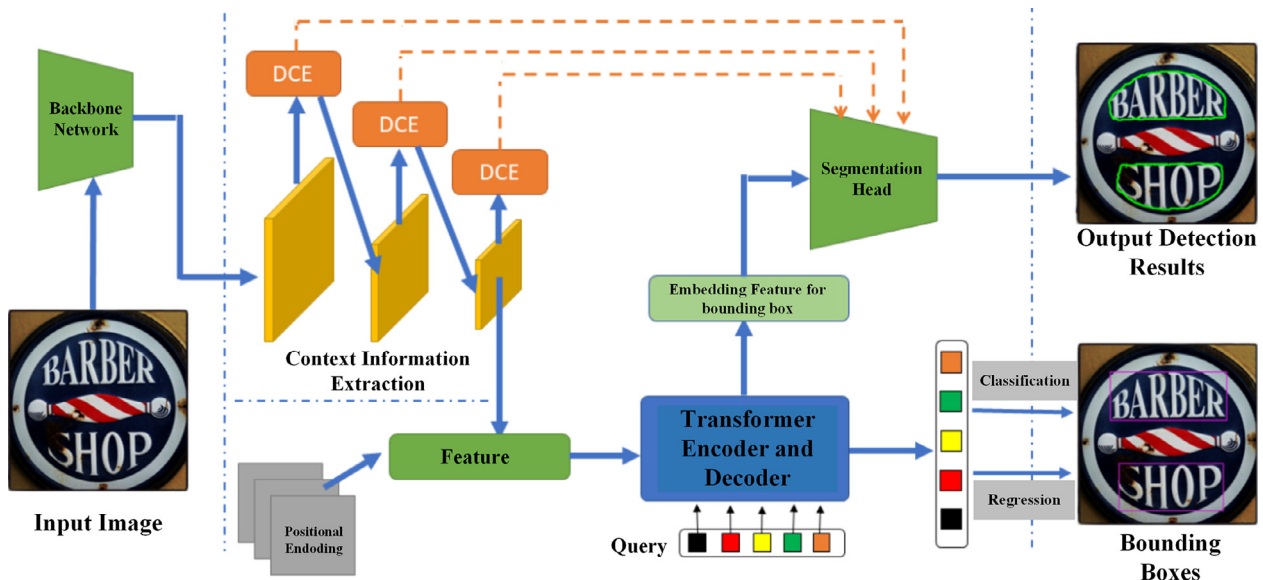 Backbone
Network
DCE
DCE
DCE
Context Information
Extraction
BARBER
SHOP
Input Image
Positional
Endoding
Feature
Transformer
Encoder and
Decoder
Query
Embedding Feature for
bounding box
Segmentation
Head
BARBER
SHOP
Output Detection
Results
Classification
Regression
BARBER
SHOP
Bounding
Boxes